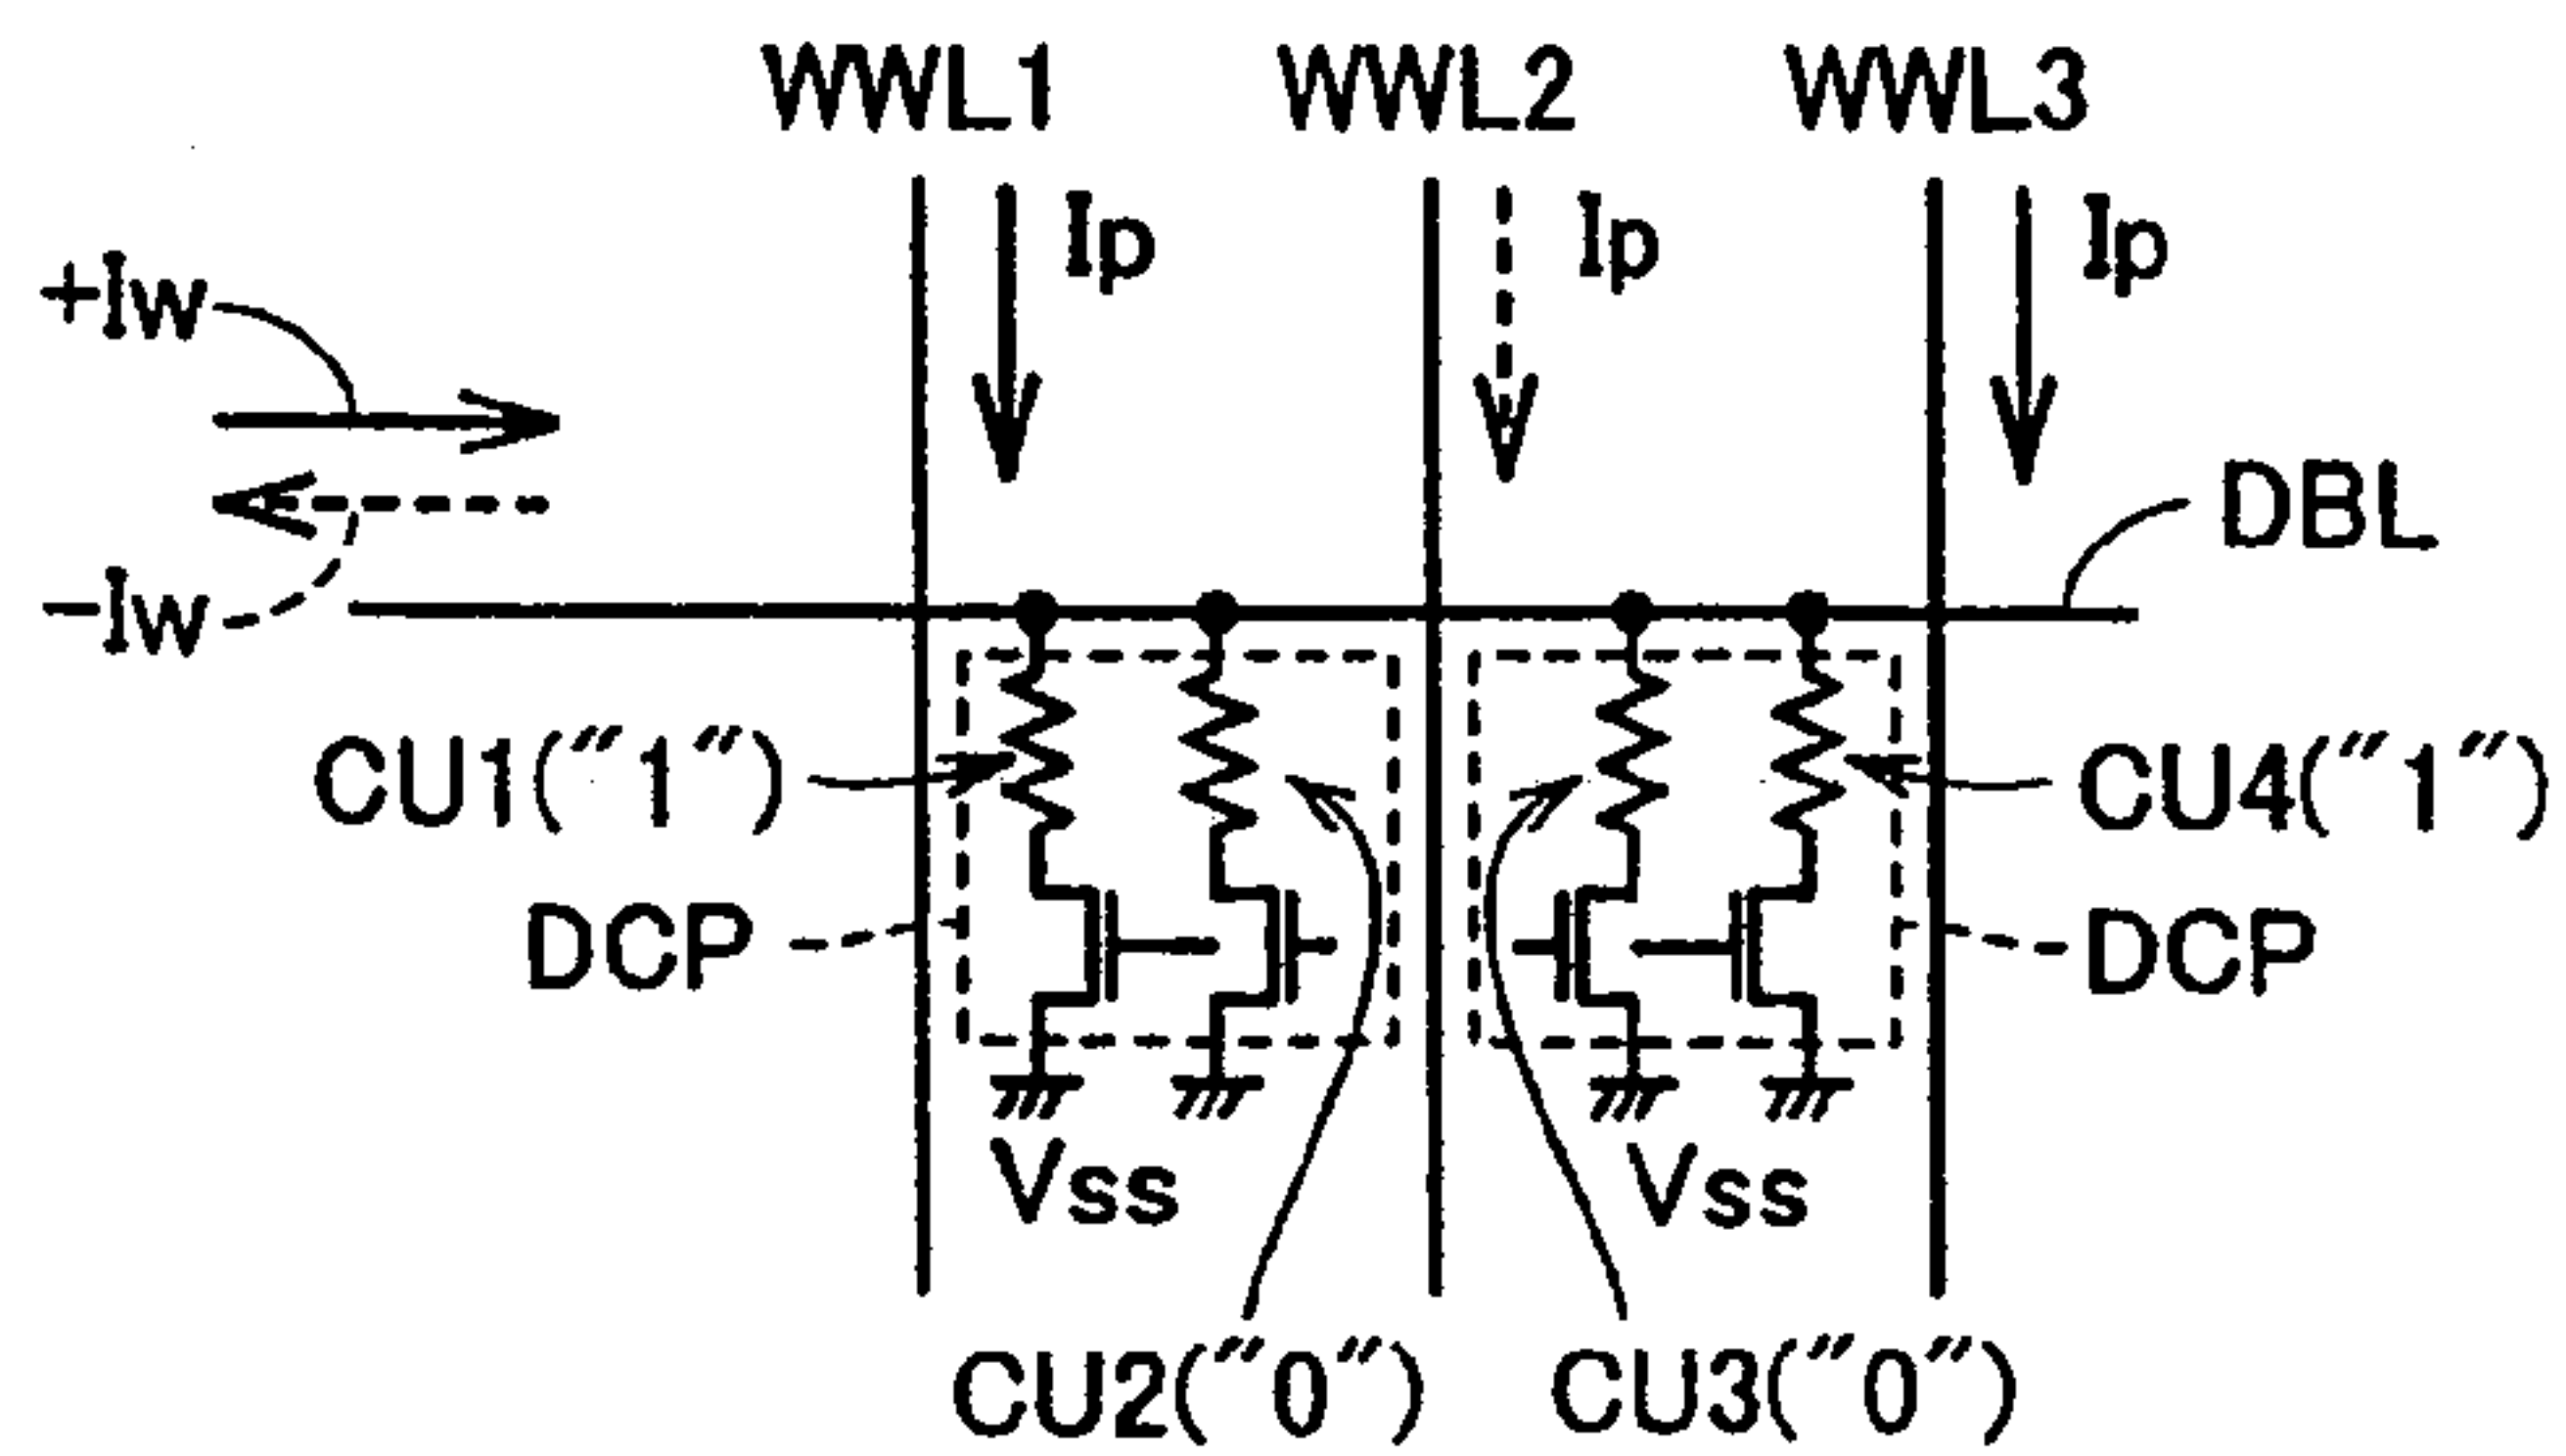 WWL1 WWL2 WWL3
Ip Ip Ip
+Iw
DBL
-Iw
CU1("1") CU4("1")
DCP DCP
Vss Vss
CU2("0") CU3("0")